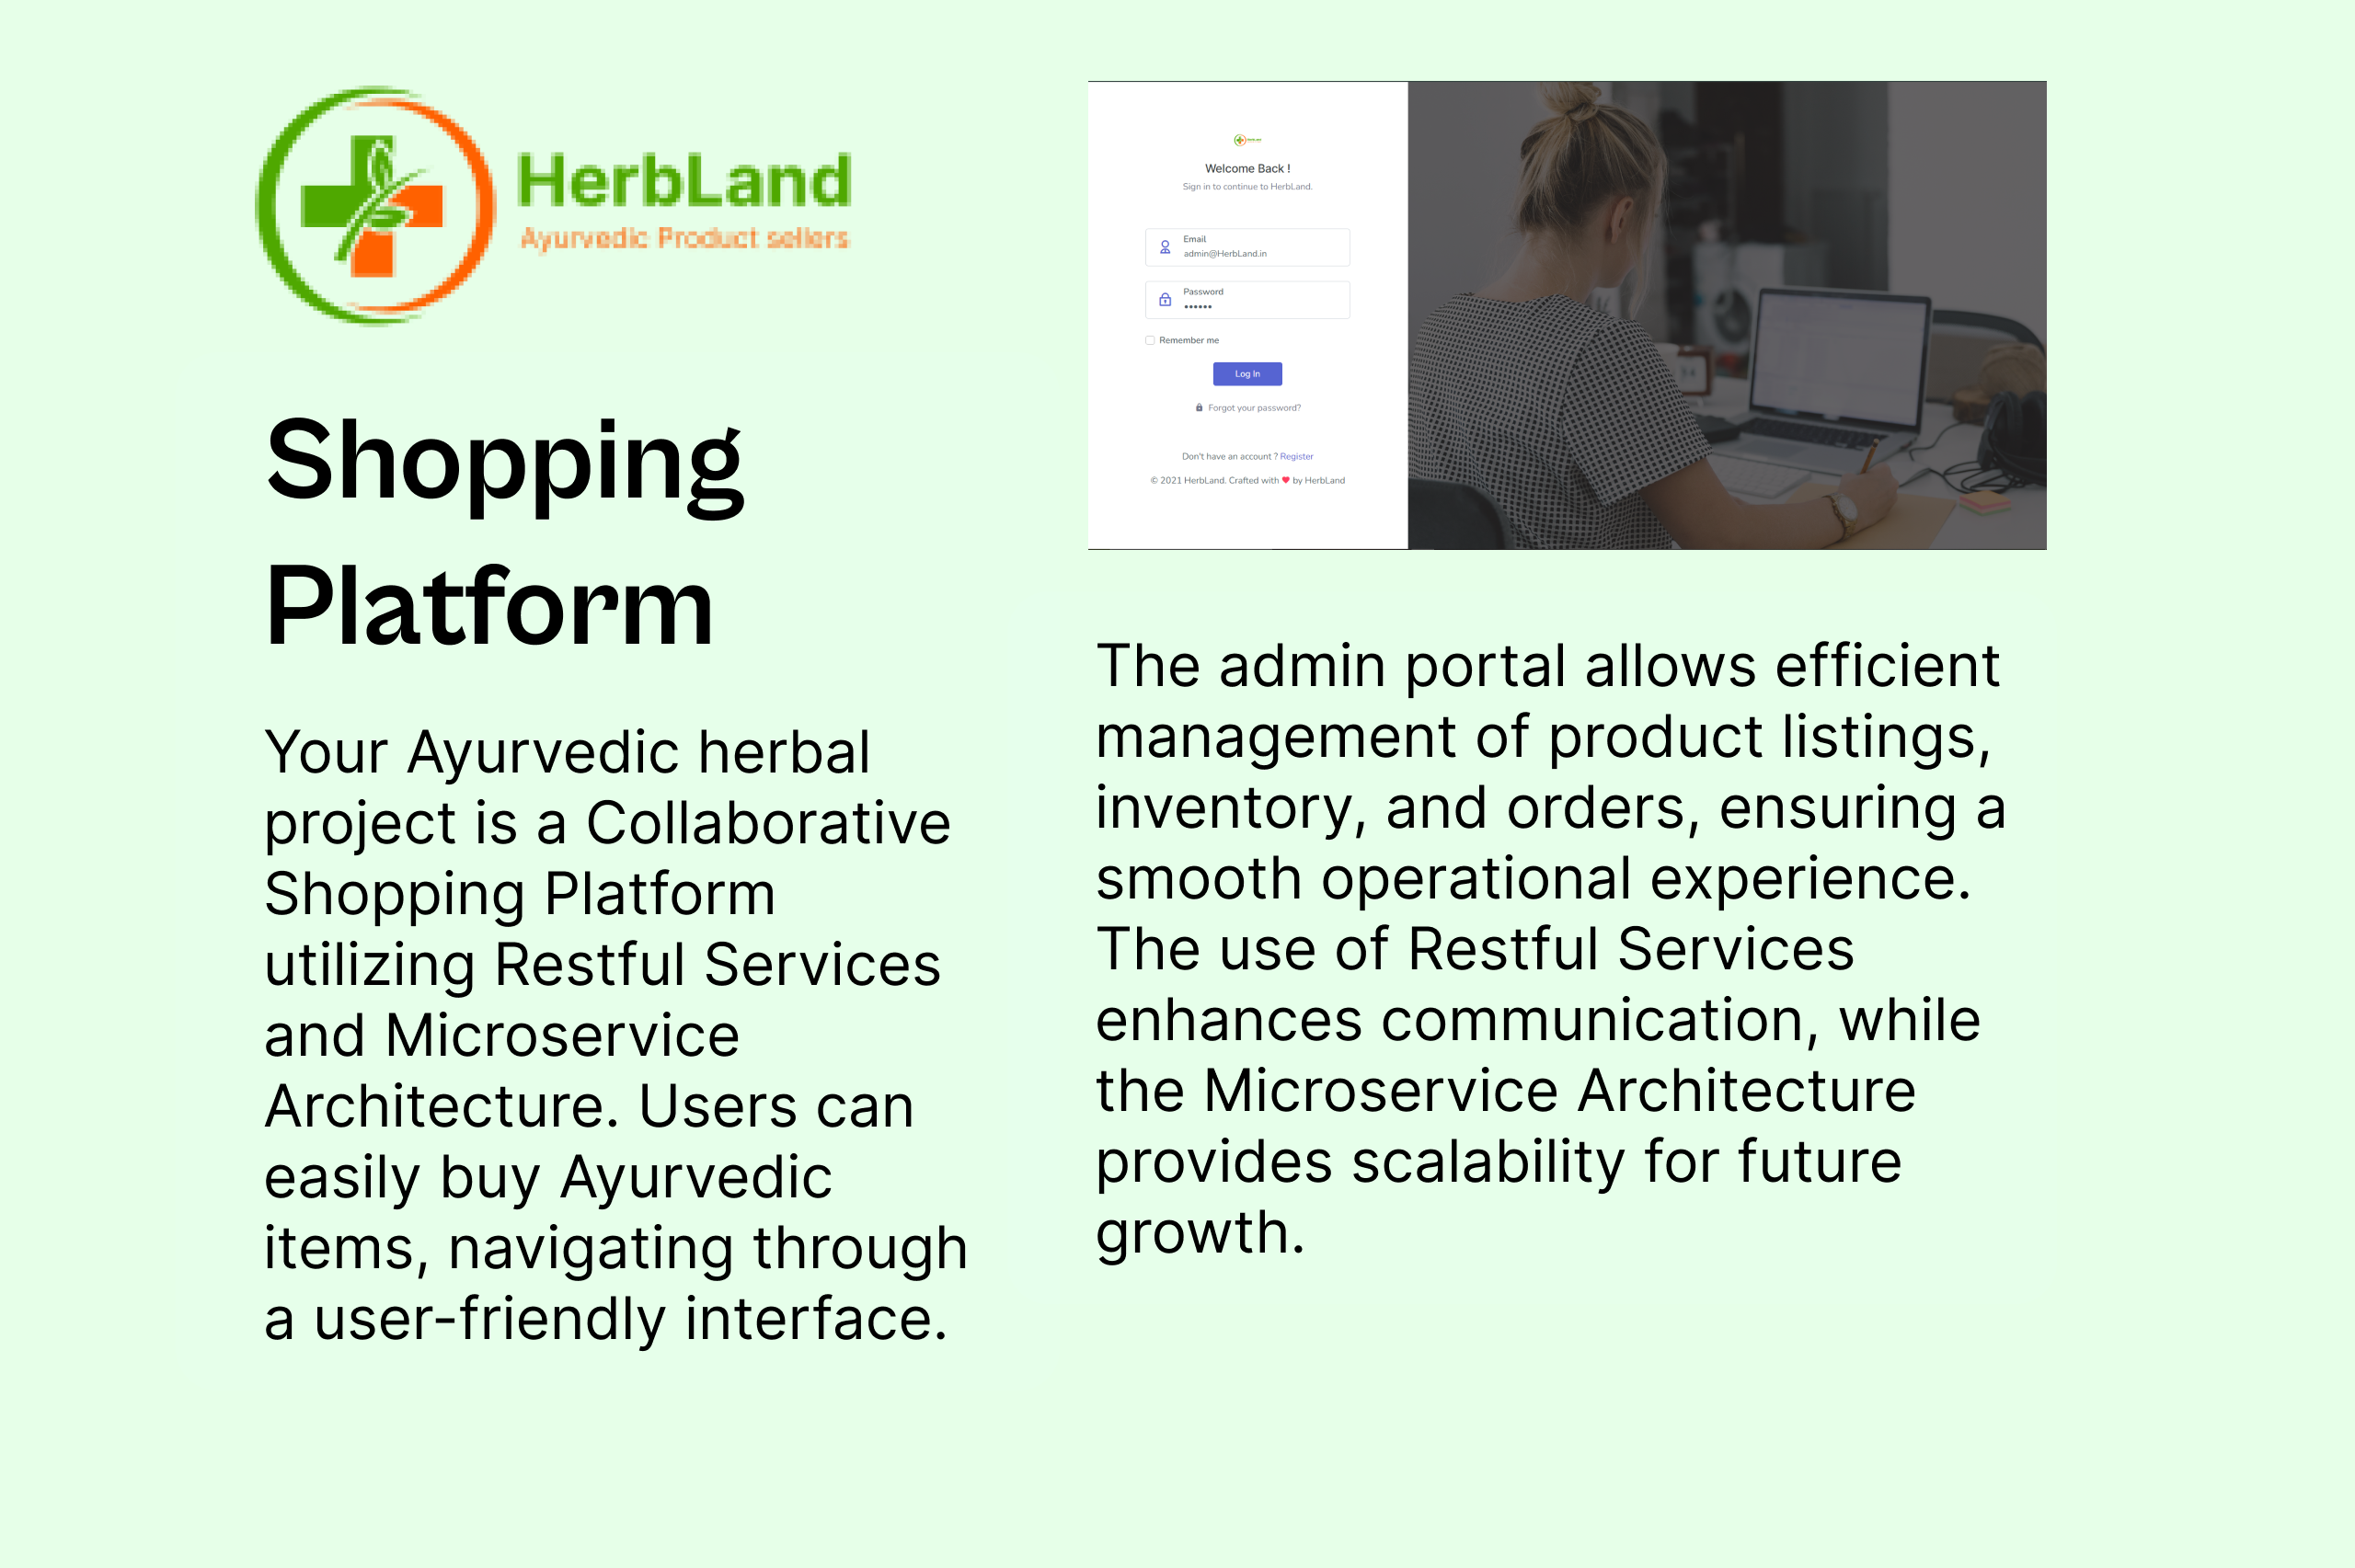 HerbLand
Ayurvedic Product sellers
Shopping
Platform
Your Ayurvedic herbal
project is a Collaborative
Shopping Platform
utilizing Restful Services
and Microservice
Architecture. Users can
easily buy Ayurvedic
items, navigating through
a user-friendly interface.
Welcome Back !
Sign in to continue to HerbLand.
Email
admin@HerbLand.in
Password
••••••
Remember me
Log In
Forgot your password?
Don't have an account ? Register
© 2021 HerbLand. Crafted with ❤ by HerbLand
The admin portal allows efficient
management of product listings,
inventory, and orders, ensuring a
smooth operational experience.
The use of Restful Services
enhances communication, while
the Microservice Architecture
provides scalability for future
growth.